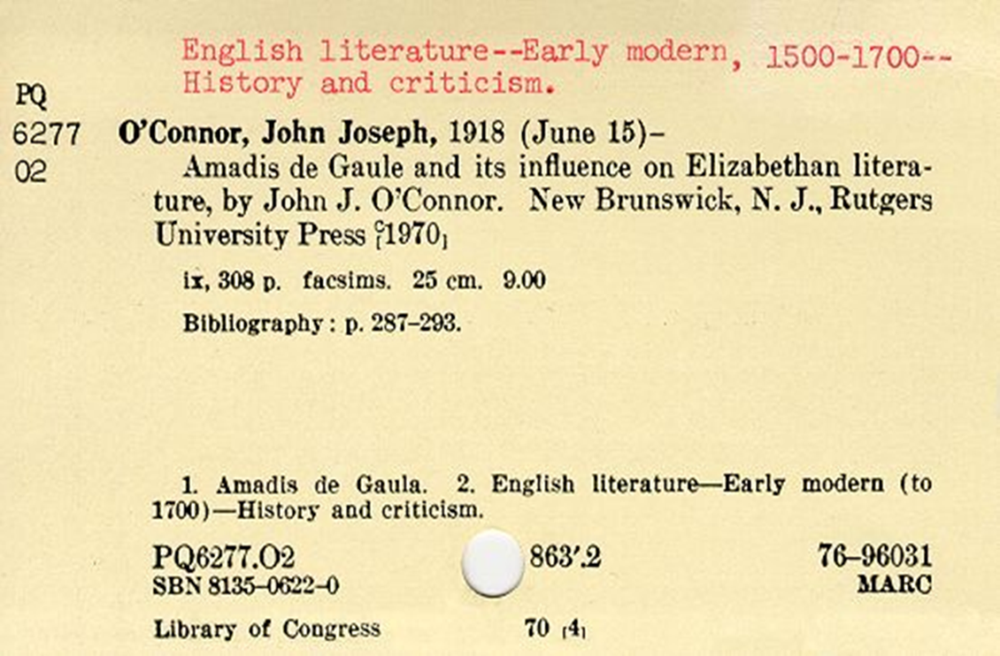 English literature--Early modern, 1500-1700--
History and criticism.
PQ
6277
O2
O'Connor, John Joseph, 1918 (June 15)–
Amadis de Gaule and its influence on Elizabethan litera-
ture, by John J. O'Connor. New Brunswick, N. J., Rutgers
University Press [c1970]
ix, 308 p. facsims. 25 cm. 9.00
Bibliography : p. 287–293.
1. Amadis de Gaula. 2. English literature—Early modern (to
1700)—History and criticism.
PQ6277.O2 863′.2 76–96031
SBN 8135–0622–0 MARC
Library of Congress 70 [4]